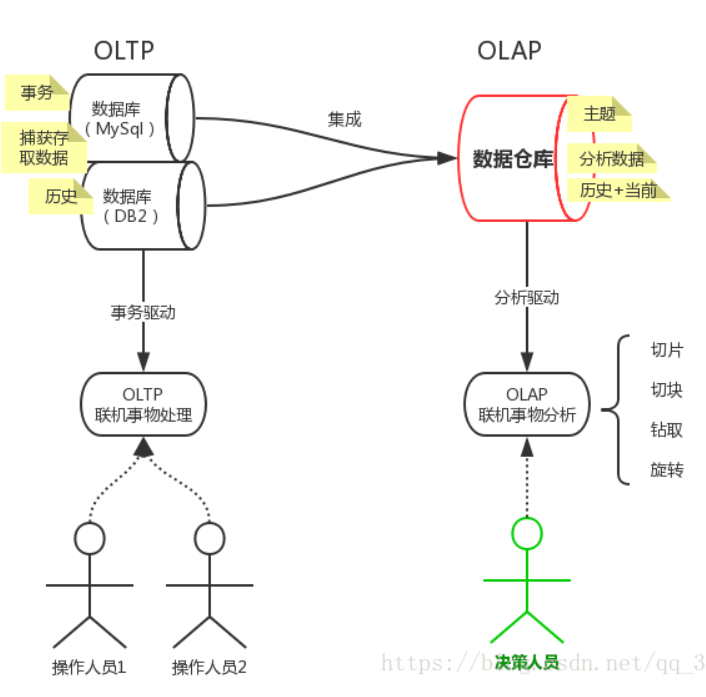 OLTP
OLAP
事务
数据库
（MySql）
捕获存
取数据
历史
数据库
（DB2）
集成
数据仓库
主题
分析数据
历史+当前
事务驱动
分析驱动
OLTP
联机事物处理
OLAP
联机事物分析
切片
切块
钻取
旋转
操作人员1
操作人员2
决策人员